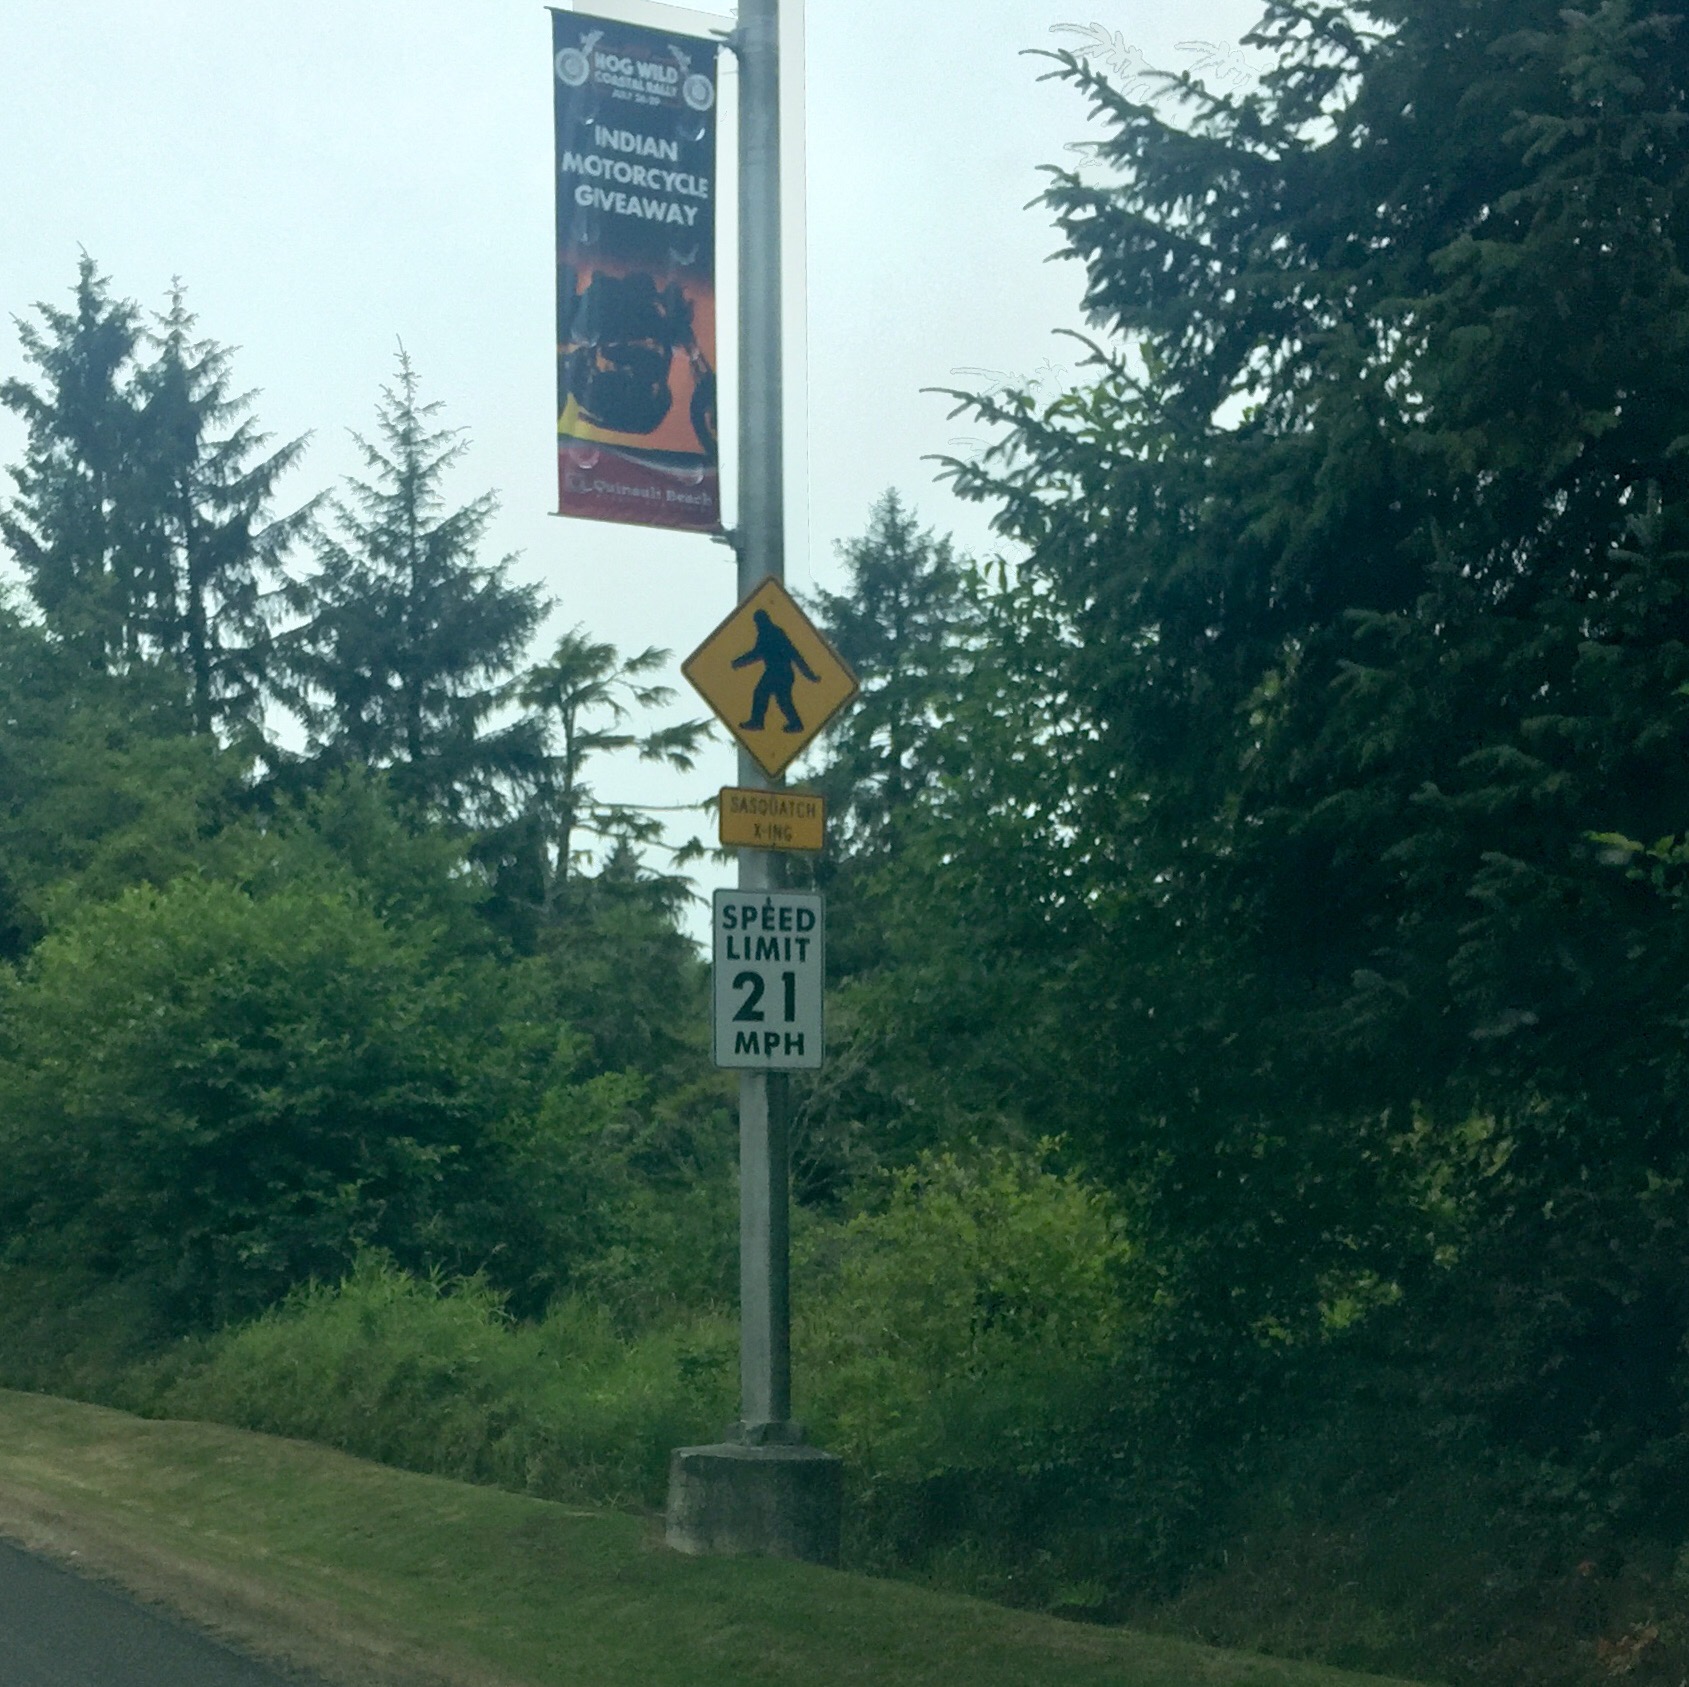 HOG WILD
COASTAL RALLY
INDIAN
MOTORCYCLE
GIVEAWAY
Quinault Beach
SASQUATCH
X-ING
SPEED
LIMIT
21
MPH